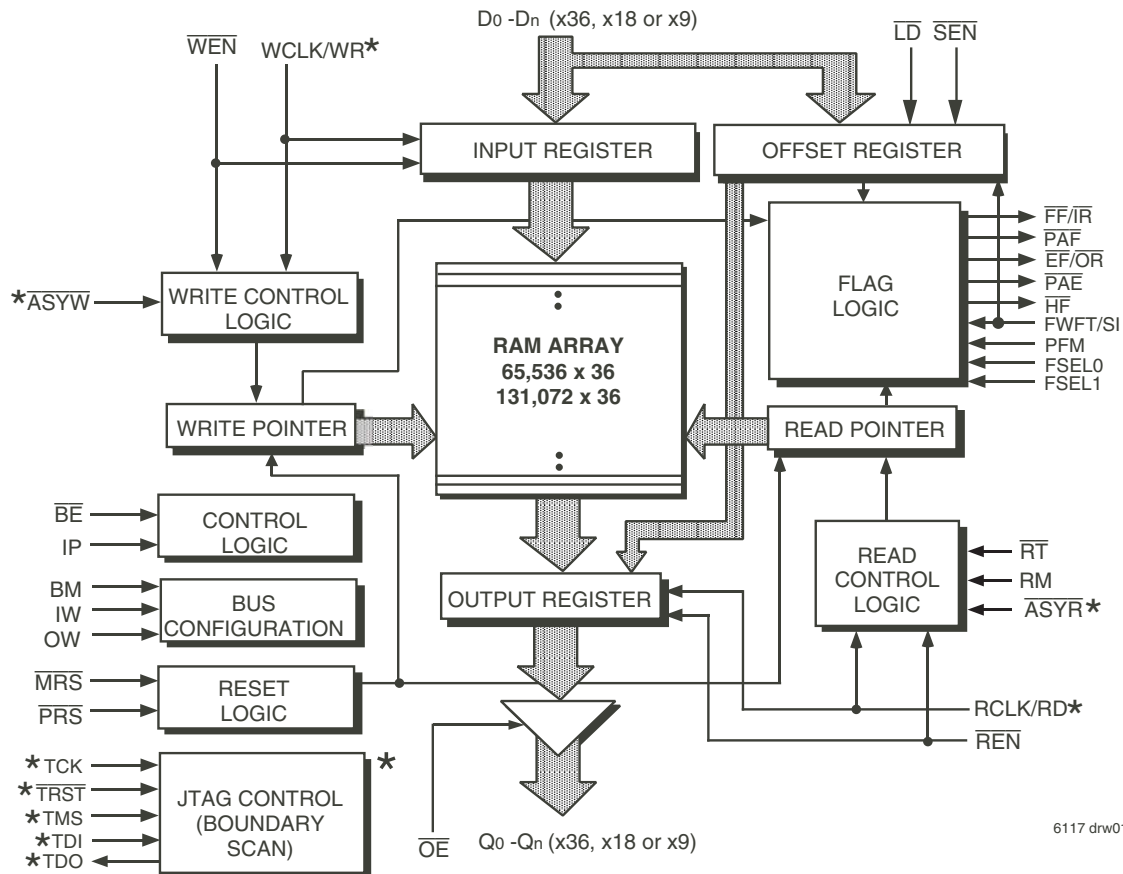 D0 -Dn (x36, x18 or x9)
WEN
WCLK/WR*
LD
SEN
INPUT REGISTER
OFFSET REGISTER
FF/IR
PAF
EF/OR
PAE
HF
FWFT/SI
PFM
FSEL0
FSEL1
FLAG
LOGIC
*ASYW
WRITE CONTROL
LOGIC
RAM ARRAY
65,536 x 36
131,072 x 36
WRITE POINTER
READ POINTER
BE
IP
CONTROL
LOGIC
READ
CONTROL
LOGIC
RT
RM
ASYR*
BM
IW
OW
BUS
CONFIGURATION
OUTPUT REGISTER
MRS
PRS
RESET
LOGIC
RCLK/RD*
REN
*TCK
*TRST
*TMS
*TDI
*TDO
JTAG CONTROL
(BOUNDARY
SCAN)
*
OE
Q0 -Qn (x36, x18 or x9)
6117 drw01